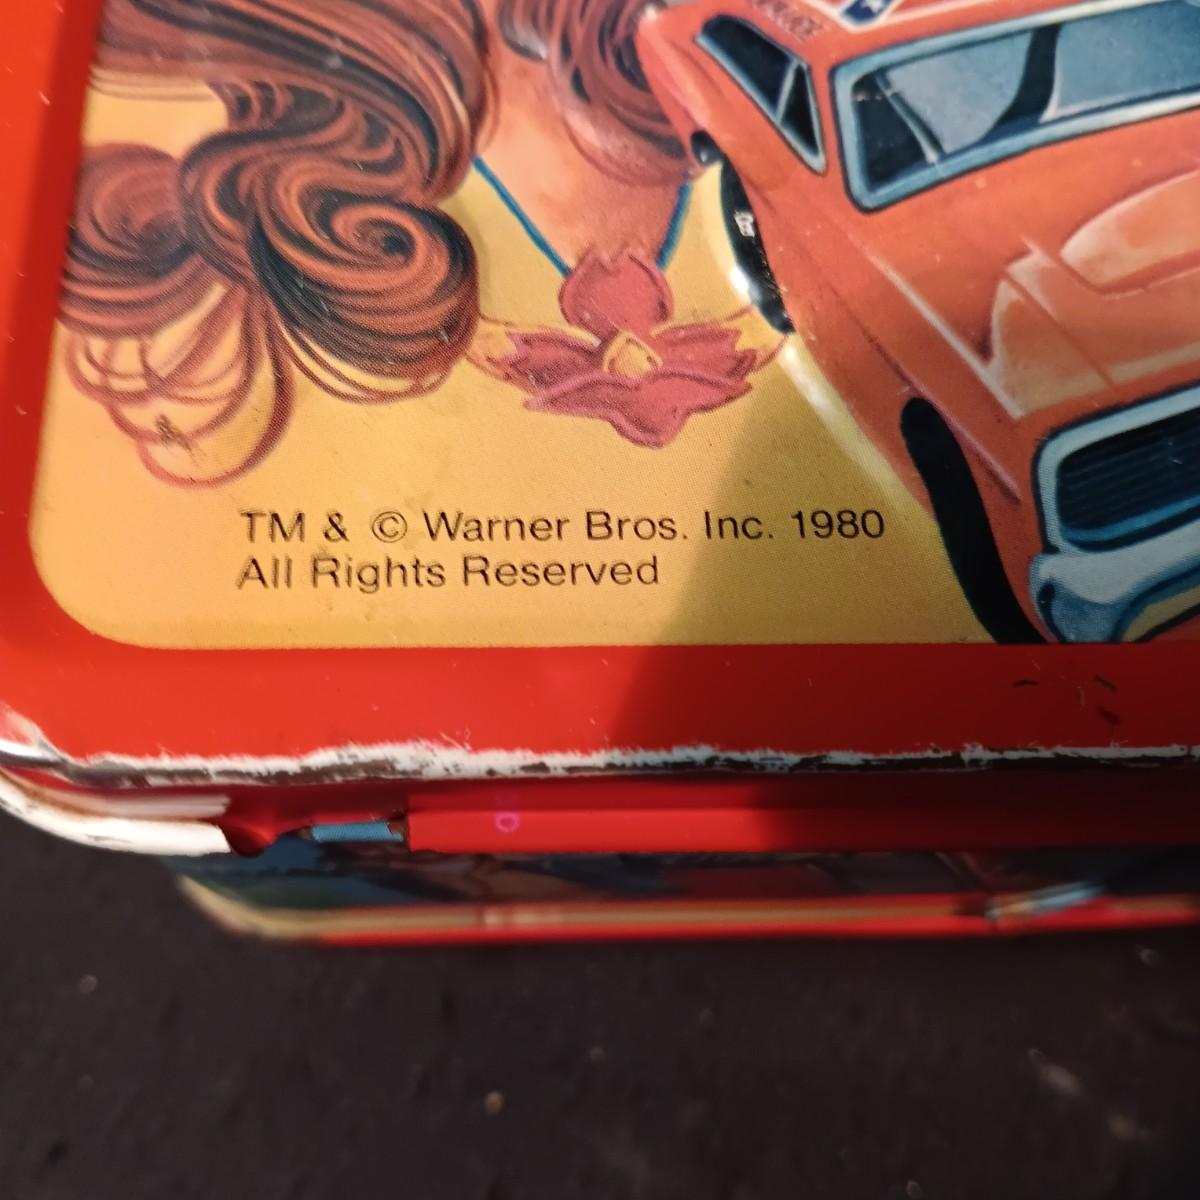 TM & © Warner Bros. Inc. 1980
All Rights Reserved